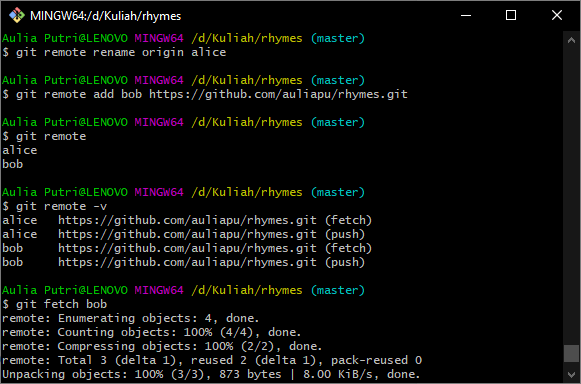 MINGW64:/d/Kuliah/rhymes
Aulia Putri@LENOVO MINGW64 /d/Kuliah/rhymes (master)
$ git remote rename origin alice
Aulia Putri@LENOVO MINGW64 /d/Kuliah/rhymes (master)
$ git remote add bob https://github.com/auliapu/rhymes.git
Aulia Putri@LENOVO MINGW64 /d/Kuliah/rhymes (master)
$ git remote
alice
bob
Aulia Putri@LENOVO MINGW64 /d/Kuliah/rhymes (master)
$ git remote -v
alice   https://github.com/auliapu/rhymes.git (fetch)
alice   https://github.com/auliapu/rhymes.git (push)
bob     https://github.com/auliapu/rhymes.git (fetch)
bob     https://github.com/auliapu/rhymes.git (push)
Aulia Putri@LENOVO MINGW64 /d/Kuliah/rhymes (master)
$ git fetch bob
remote: Enumerating objects: 4, done.
remote: Counting objects: 100% (4/4), done.
remote: Compressing objects: 100% (2/2), done.
remote: Total 3 (delta 1), reused 2 (delta 1), pack-reused 0
Unpacking objects: 100% (3/3), 873 bytes | 8.00 KiB/s, done.